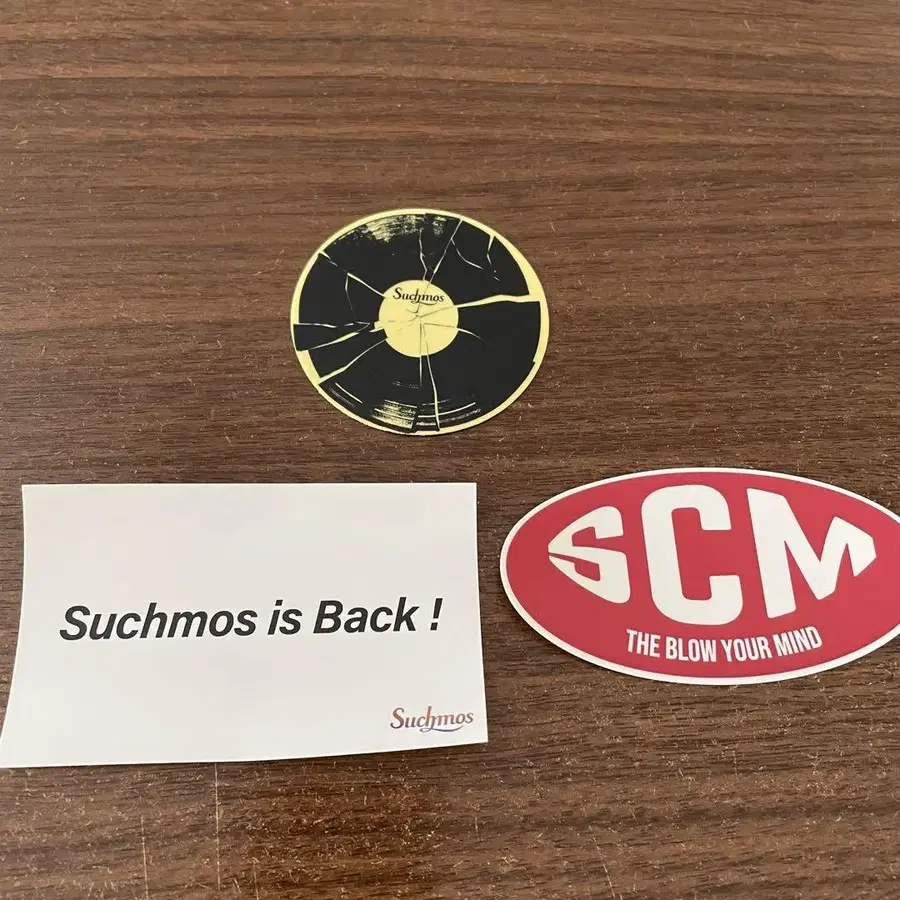 Suchmos
Suchmos is Back !
Suchmos
SCM
THE BLOW YOUR MIND